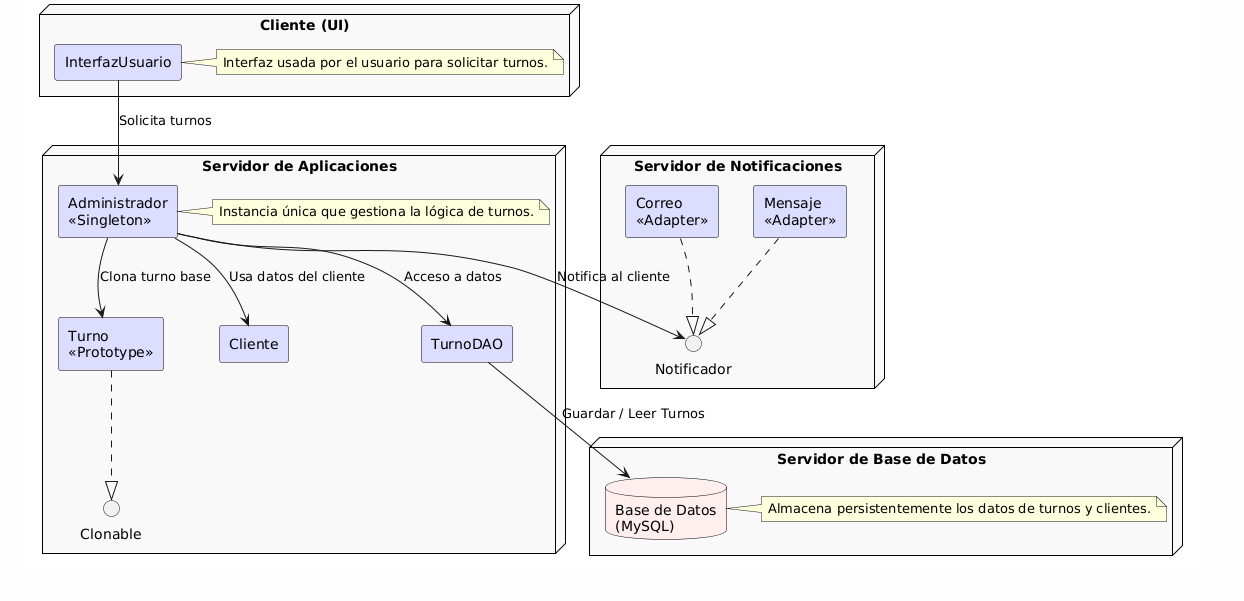 Cliente (UI)
InterfazUsuario
Interfaz usada por el usuario para solicitar turnos.
Solicita turnos
Servidor de Aplicaciones
Administrador
«Singleton»
Instancia única que gestiona la lógica de turnos.
Servidor de Notificaciones
Correo
«Adapter»
Mensaje
«Adapter»
Clona turno base
Usa datos del cliente
Acceso a datos
Notifica al cliente
Turno
«Prototype»
Cliente
TurnoDAO
Notificador
Guardar / Leer Turnos
Servidor de Base de Datos
Base de Datos
(MySQL)
Almacena persistentemente los datos de turnos y clientes.
Clonable